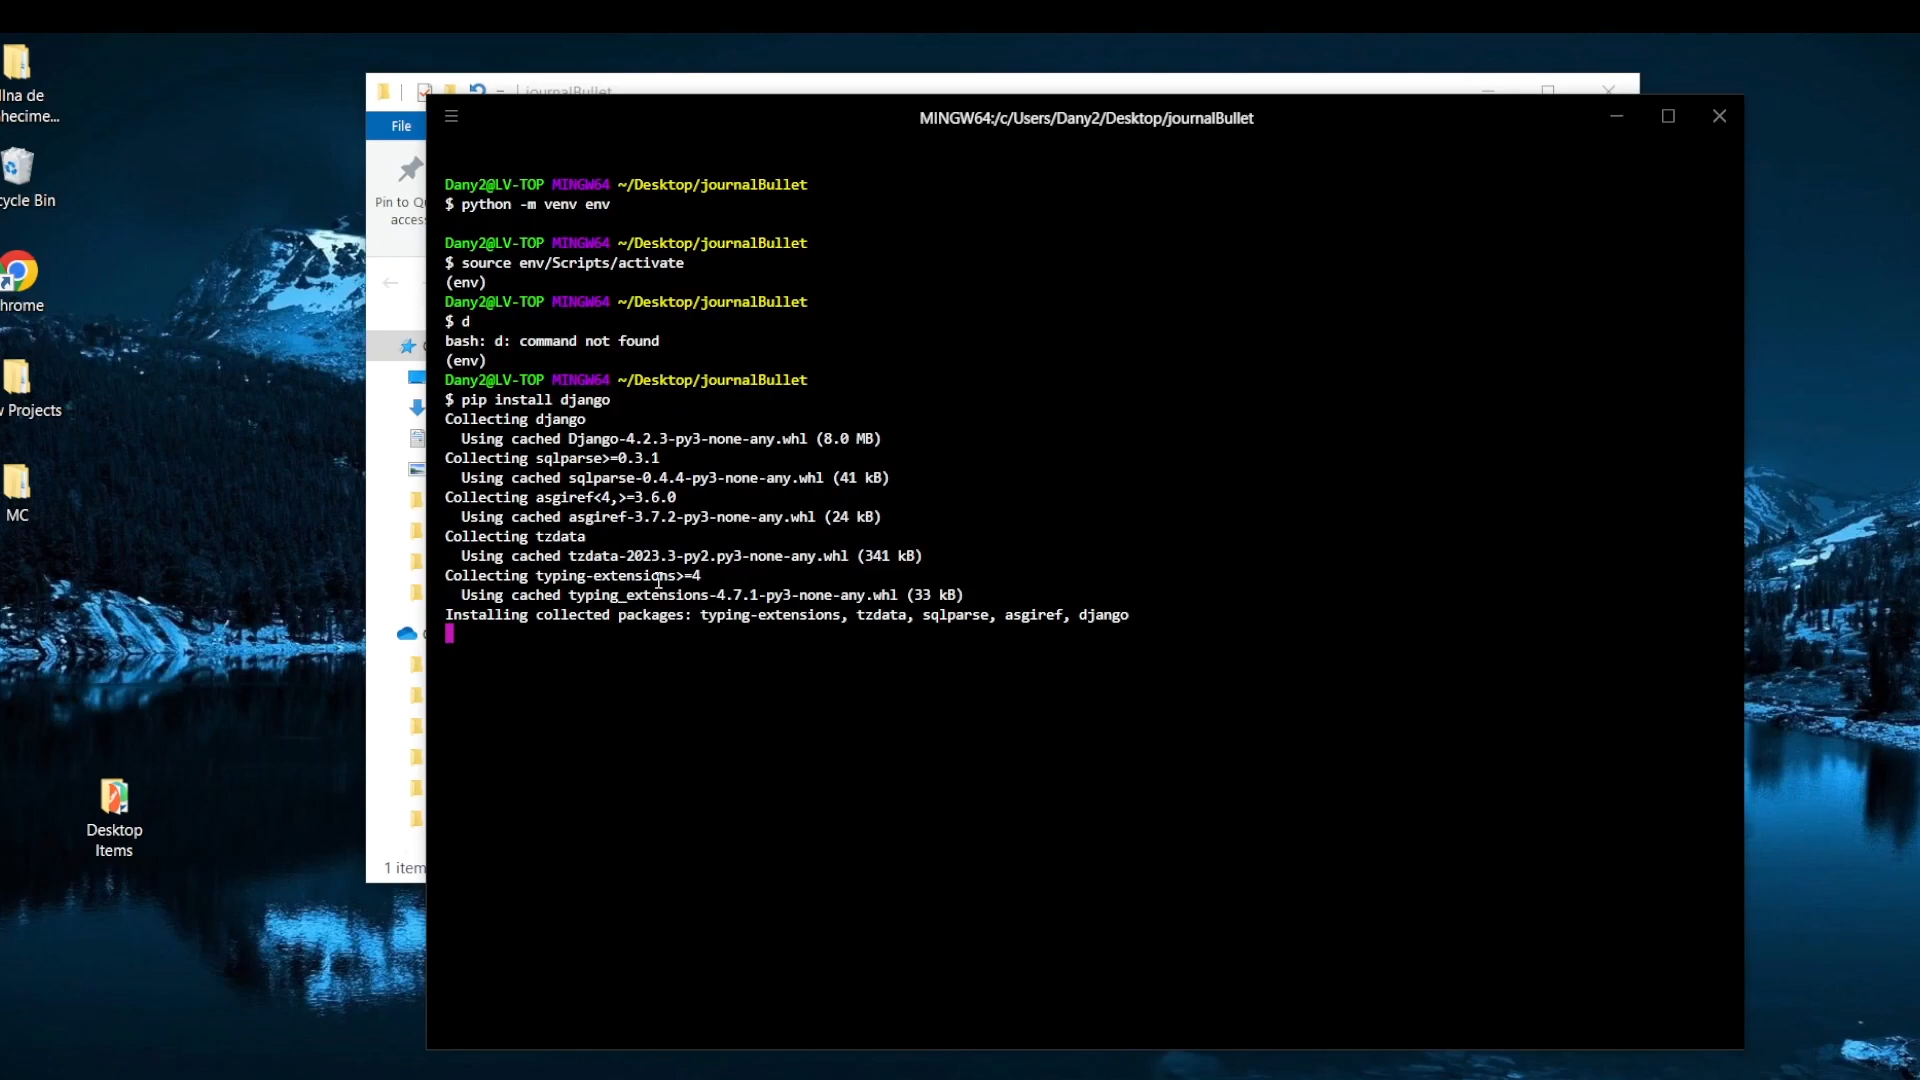 lna de
hecime...
cycle Bin
hrome
v Projects
MC
Desktop
Items
journalBullet
File
Pin to Q
access
1 item
MINGW64:/c/Users/Dany2/Desktop/journalBullet
Dany2@LV-TOP MINGW64 ~/Desktop/journalBullet
$ python -m venv env
Dany2@LV-TOP MINGW64 ~/Desktop/journalBullet
$ source env/Scripts/activate
(env)
Dany2@LV-TOP MINGW64 ~/Desktop/journalBullet
$ d
bash: d: command not found
(env)
Dany2@LV-TOP MINGW64 ~/Desktop/journalBullet
$ pip install django
Collecting django
Using cached Django-4.2.3-py3-none-any.whl (8.0 MB)
Collecting sqlparse>=0.3.1
Using cached sqlparse-0.4.4-py3-none-any.whl (41 kB)
Collecting asgiref<4,>=3.6.0
Using cached asgiref-3.7.2-py3-none-any.whl (24 kB)
Collecting tzdata
Using cached tzdata-2023.3-py2.py3-none-any.whl (341 kB)
Collecting typing-extensions>=4
Using cached typing_extensions-4.7.1-py3-none-any.whl (33 kB)
Installing collected packages: typing-extensions, tzdata, sqlparse, asgiref, django